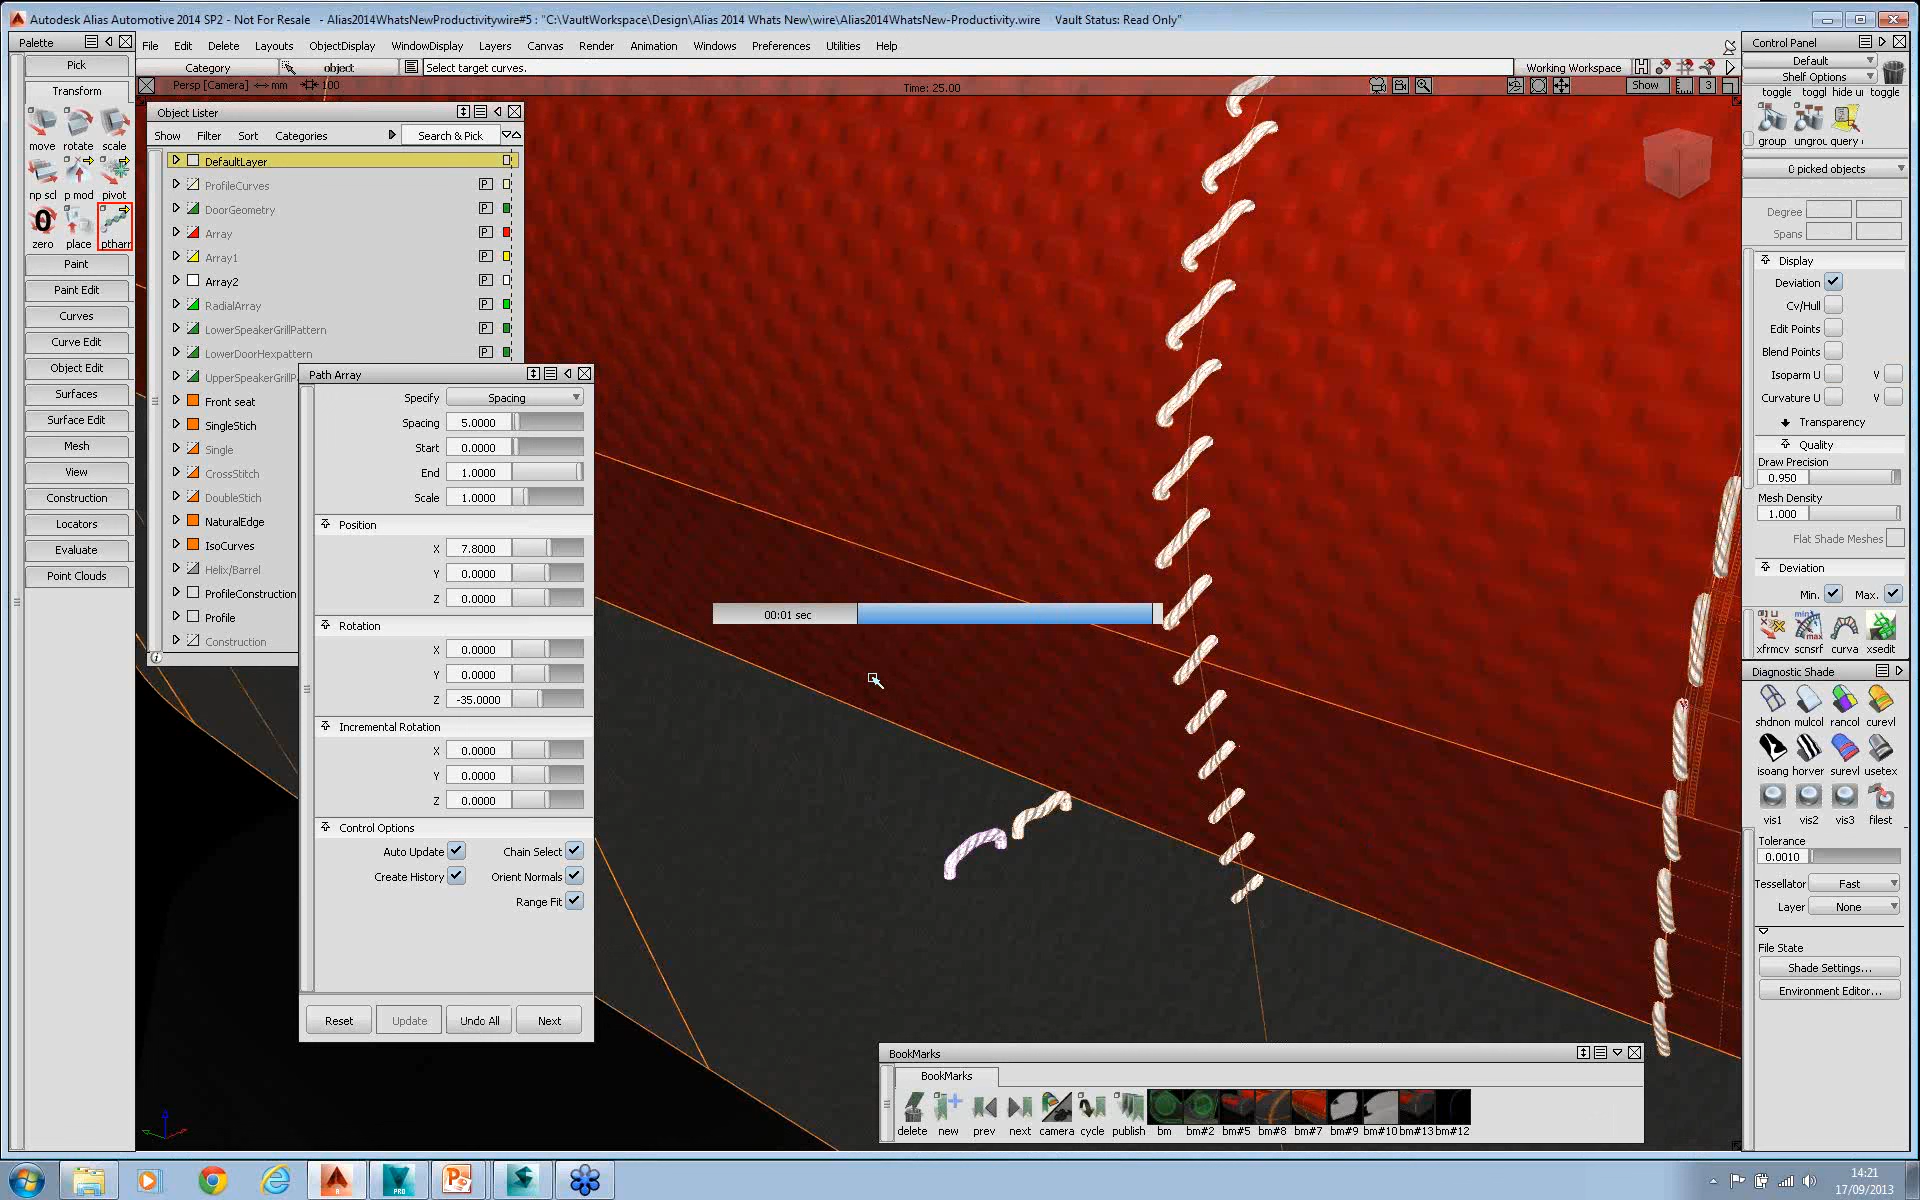 Autodesk Alias Automotive 2014 SP2 - Not For Resale - Alias2014WhatsNewProductivitywire#5 : "C:\VaultWorkspace\Design\Alias 2014 Whats New\wire\Alias2014WhatsNew-Productivity.wire Vault Status: Read Only"
Palette
File Edit Delete Layouts ObjectDisplay WindowDisplay Layers Canvas Render Animation Windows Preferences Utilities Help
Category object Select target curves. Working Workspace
Persp [Camera] mm 100 Time: 25.00 Show 3
Pick
Transform
move rotate scale
np scl p mod pivot
zero place ptharr
Paint
Paint Edit
Curves
Curve Edit
Object Edit
Surfaces
Surface Edit
Mesh
View
Construction
Locators
Evaluate
Point Clouds
Object Lister
Show Filter Sort Categories Search & Pick
DefaultLayer
ProfileCurves P
DoorGeometry P
Array P
Array1 P
Array2 P
RadialArray P
LowerSpeakerGrillPattern P
LowerDoorHexpattern P
UpperSpeakerGrillP
Front seat
SingleStich
Single
CrossStitch
DoubleStich
NaturalEdge
IsoCurves
Helix/Barrel
ProfileConstruction
Profile
Construction
Path Array
Specify Spacing
Spacing 5.0000
Start 0.0000
End 1.0000
Scale 1.0000
Position
X 7.8000
Y 0.0000
Z 0.0000
Rotation
X 0.0000
Y 0.0000
Z -35.0000
Incremental Rotation
X 0.0000
Y 0.0000
Z 0.0000
Control Options
Auto Update Chain Select
Create History Orient Normals
Range Fit
Reset Update Undo All Next
00:01 sec
BookMarks
BookMarks
delete new prev next camera cycle publish bm bm#2 bm#5 bm#8 bm#7 bm#9 bm#10 bm#13 bm#12
Control Panel
Default
Shelf Options
toggle toggl hide u toggle
group ungrou query
0 picked objects
Degree
Spans
Display
Deviation
Cv/Hull
Edit Points
Blend Points
Isoparm U V
Curvature U V
Transparency
Quality
Draw Precision
0.950
Mesh Density
1.000
Flat Shade Meshes
Deviation
Min. Max.
xfrmcv scnsrf curva xsedit
Diagnostic Shade
shdnon mulcol rancol curevl
isoang horver surevl usetex
vis1 vis2 vis3 filest
Tolerance
0.0010
Tessellator Fast
Layer None
File State
Shade Settings...
Environment Editor...
14:21
17/09/2013